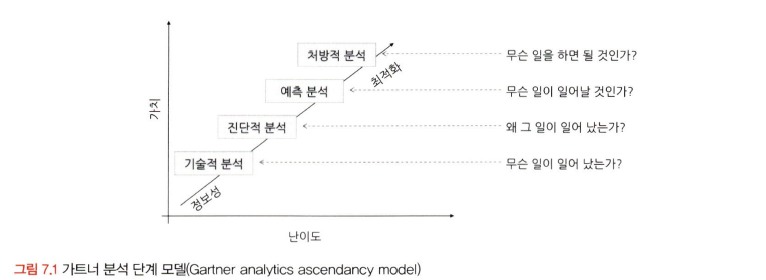 처방적 분석
무슨 일을 하면 될 것인가?
최적화
예측 분석
무슨 일이 일어날 것인가?
가치
진단적 분석
왜 그 일이 일어 났는가?
기술적 분석
무슨 일이 일어 났는가?
정보성
난이도
그림 7.1 가트너 분석 단계 모델(Gartner analytics ascendancy model)